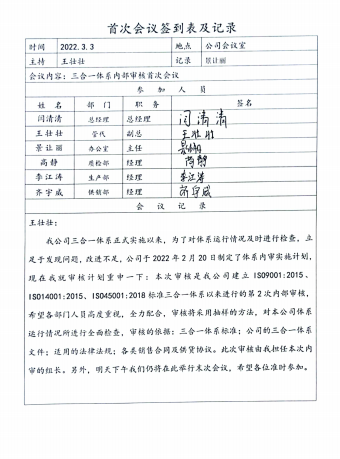 首次会议签到表及记录
时间 2022.3.3 地点 公司会议室
主持 王壮壮 记录 景让丽
会议内容：三合一体系内部审核首次会议
参加人员
姓名 部门 职务 签名
闫清清 总经理 总经理 闫清清
王壮壮 管代 副总 王壮壮
景让丽 办公室 主任
高静 质检部 经理 高静
李江涛 生产部 经理 李江涛
齐宇威 供销部 经理 齐宇威
会议记录
王壮壮：
我公司三合一体系正式实施以来，为了对体系运行情况及时进行检查，立
足于发现问题，改进不足，公司于 2022 年 2 月 20 日制定了体系内审实施计划，
现在我就审核计划重申一下：本次审核是我公司建立 ISO9001:2015、
ISO14001:2015、ISO45001:2018 标准三合一体系以来进行的第 2 次内部审核，
希望各部门人员高度重视，全力配合，审核将采用抽样的方法，对本公司体系
运行情况所进行全面检查，审核的依据：三合一体系标准；公司的三合一体系
文件；适用的法律法规；各类销售合同及供货协议。此次审核由我担任本次内
审的组长。另外，明天下午我们仍将在此举行末次会议，希望各位准时参加。